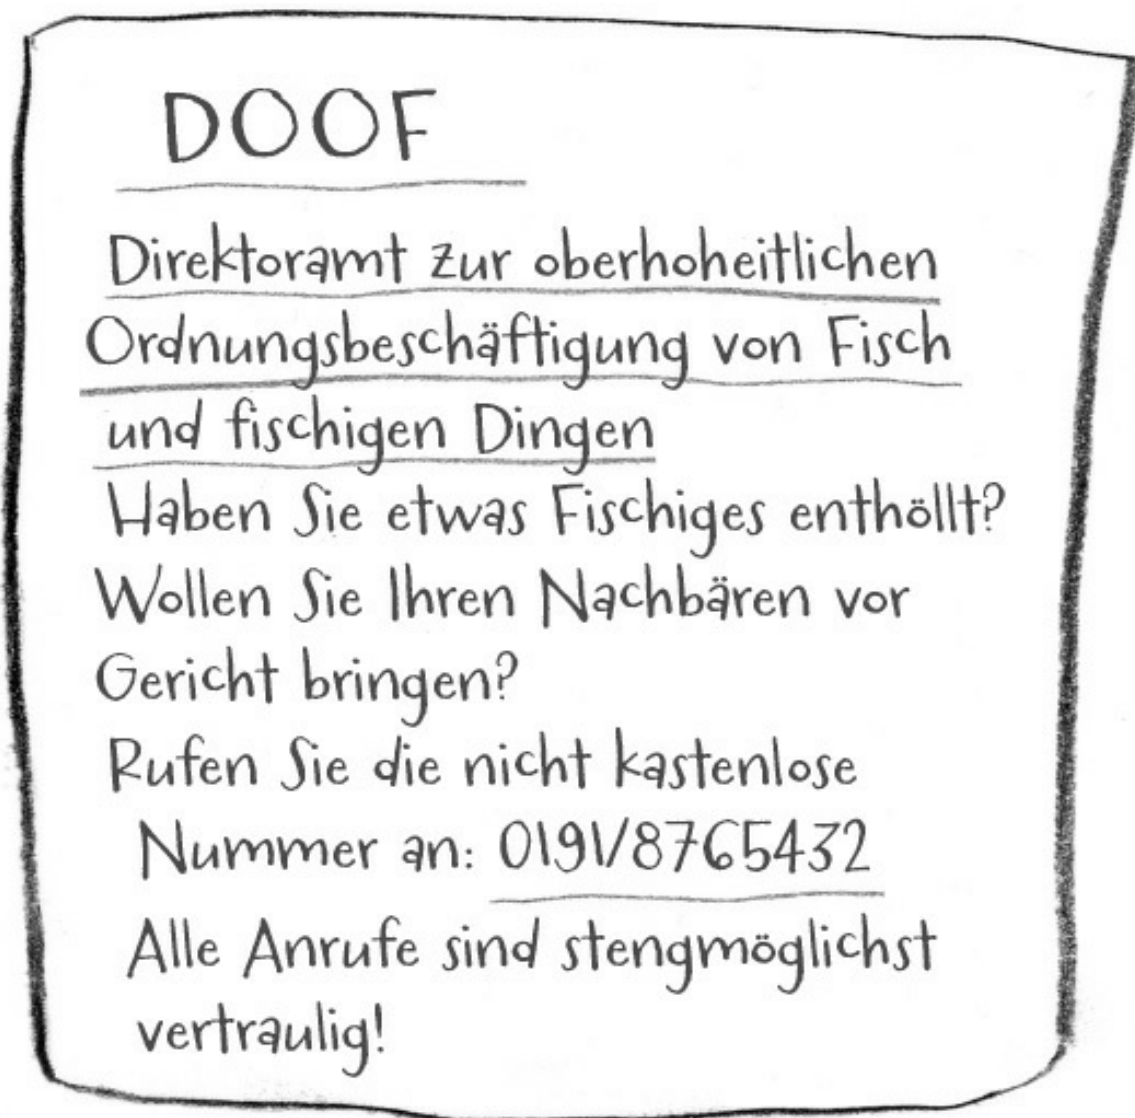 DOOF
Direktoramt zur oberhoheitlichen
Ordnungsbeschäftigung von Fisch
und fischigen Dingen
Haben Sie etwas Fischiges enthöllt?
Wollen Sie Ihren Nachbären vor
Gericht bringen?
Rufen Sie die nicht kastenlose
Nummer an: 0191/8765432
Alle Anrufe sind stengmöglichst
vertraulig!